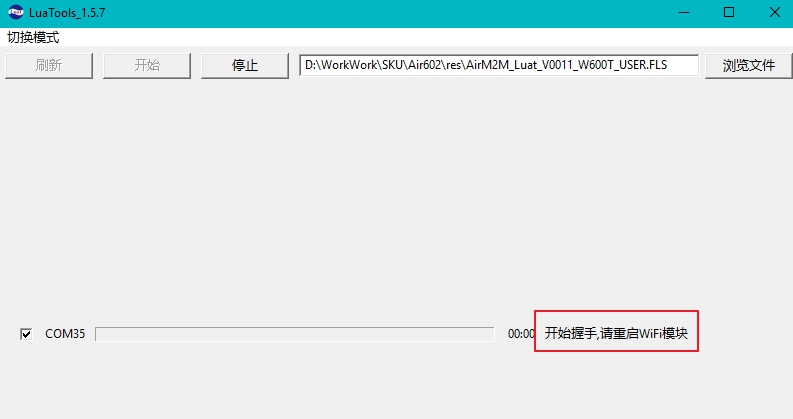 LuaTools_1.5.7
切换模式
刷新 开始 停止 D:\WorkWork\SKU\Air602\res\AirM2M_Luat_V0011_W600T_USER.FLS 浏览文件
COM35 00:00 开始握手,请重启WiFi模块